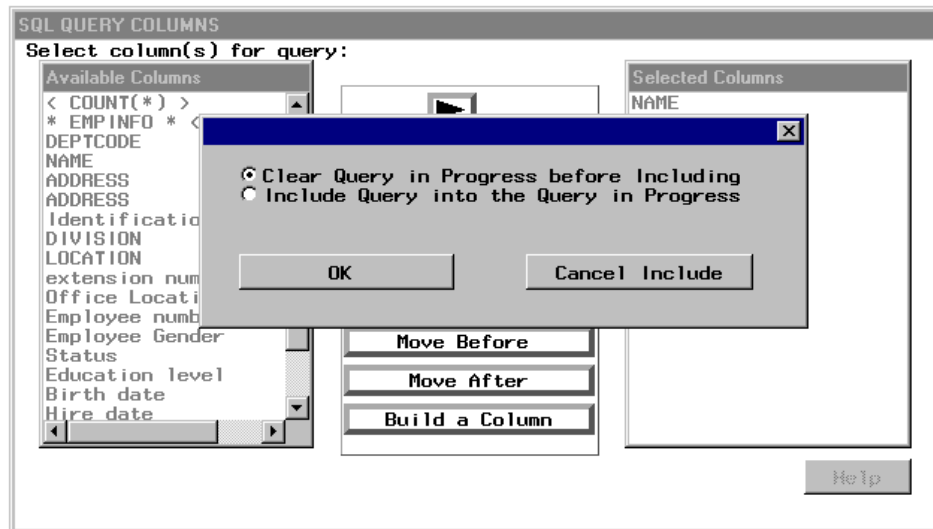 SQL QUERY COLUMNS
Select column(s) for query:
Available Columns
< COUNT(*) >
* EMPINFO * <
DEPTCODE
NAME
ADDRESS
ADDRESS
Identificatio
DIVISION
LOCATION
extension num
Office Locati
Employee numb
Employee Gender
Status
Education level
Birth date
Hire date
Selected Columns
NAME
Clear Query in Progress before Including
Include Query into the Query in Progress
OK
Cancel Include
Move Before
Move After
Build a Column
Help